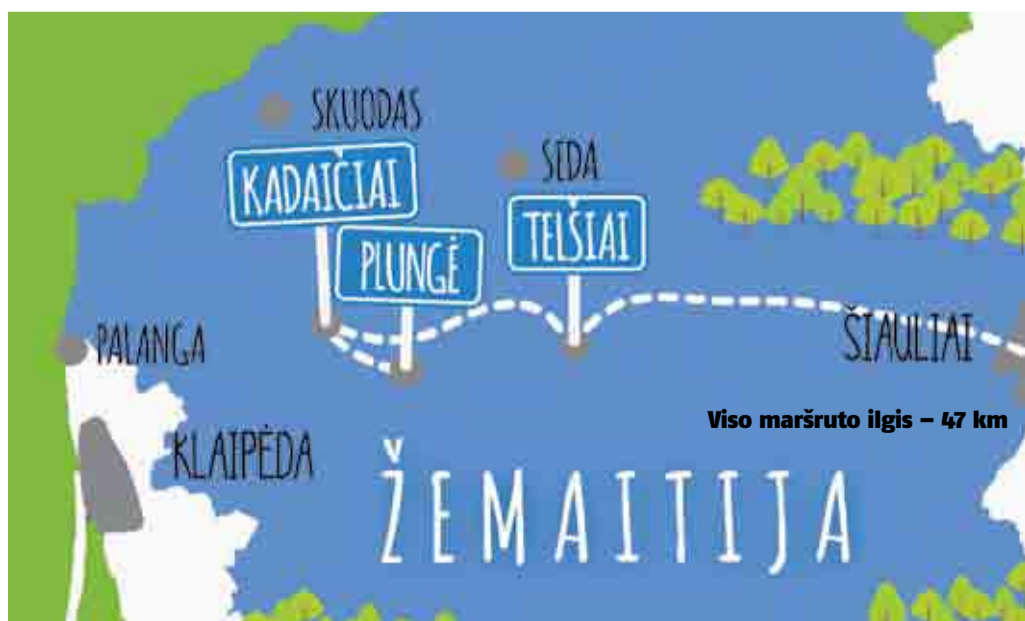 SKUODAS
KADAIČIAI
SEDA
PLUNGĖ
TELŠIAI
PALANGA
ŠIAULIAI
Viso maršruto ilgis – 47 km
KLAIPĖDA
ŽEMAITIJA